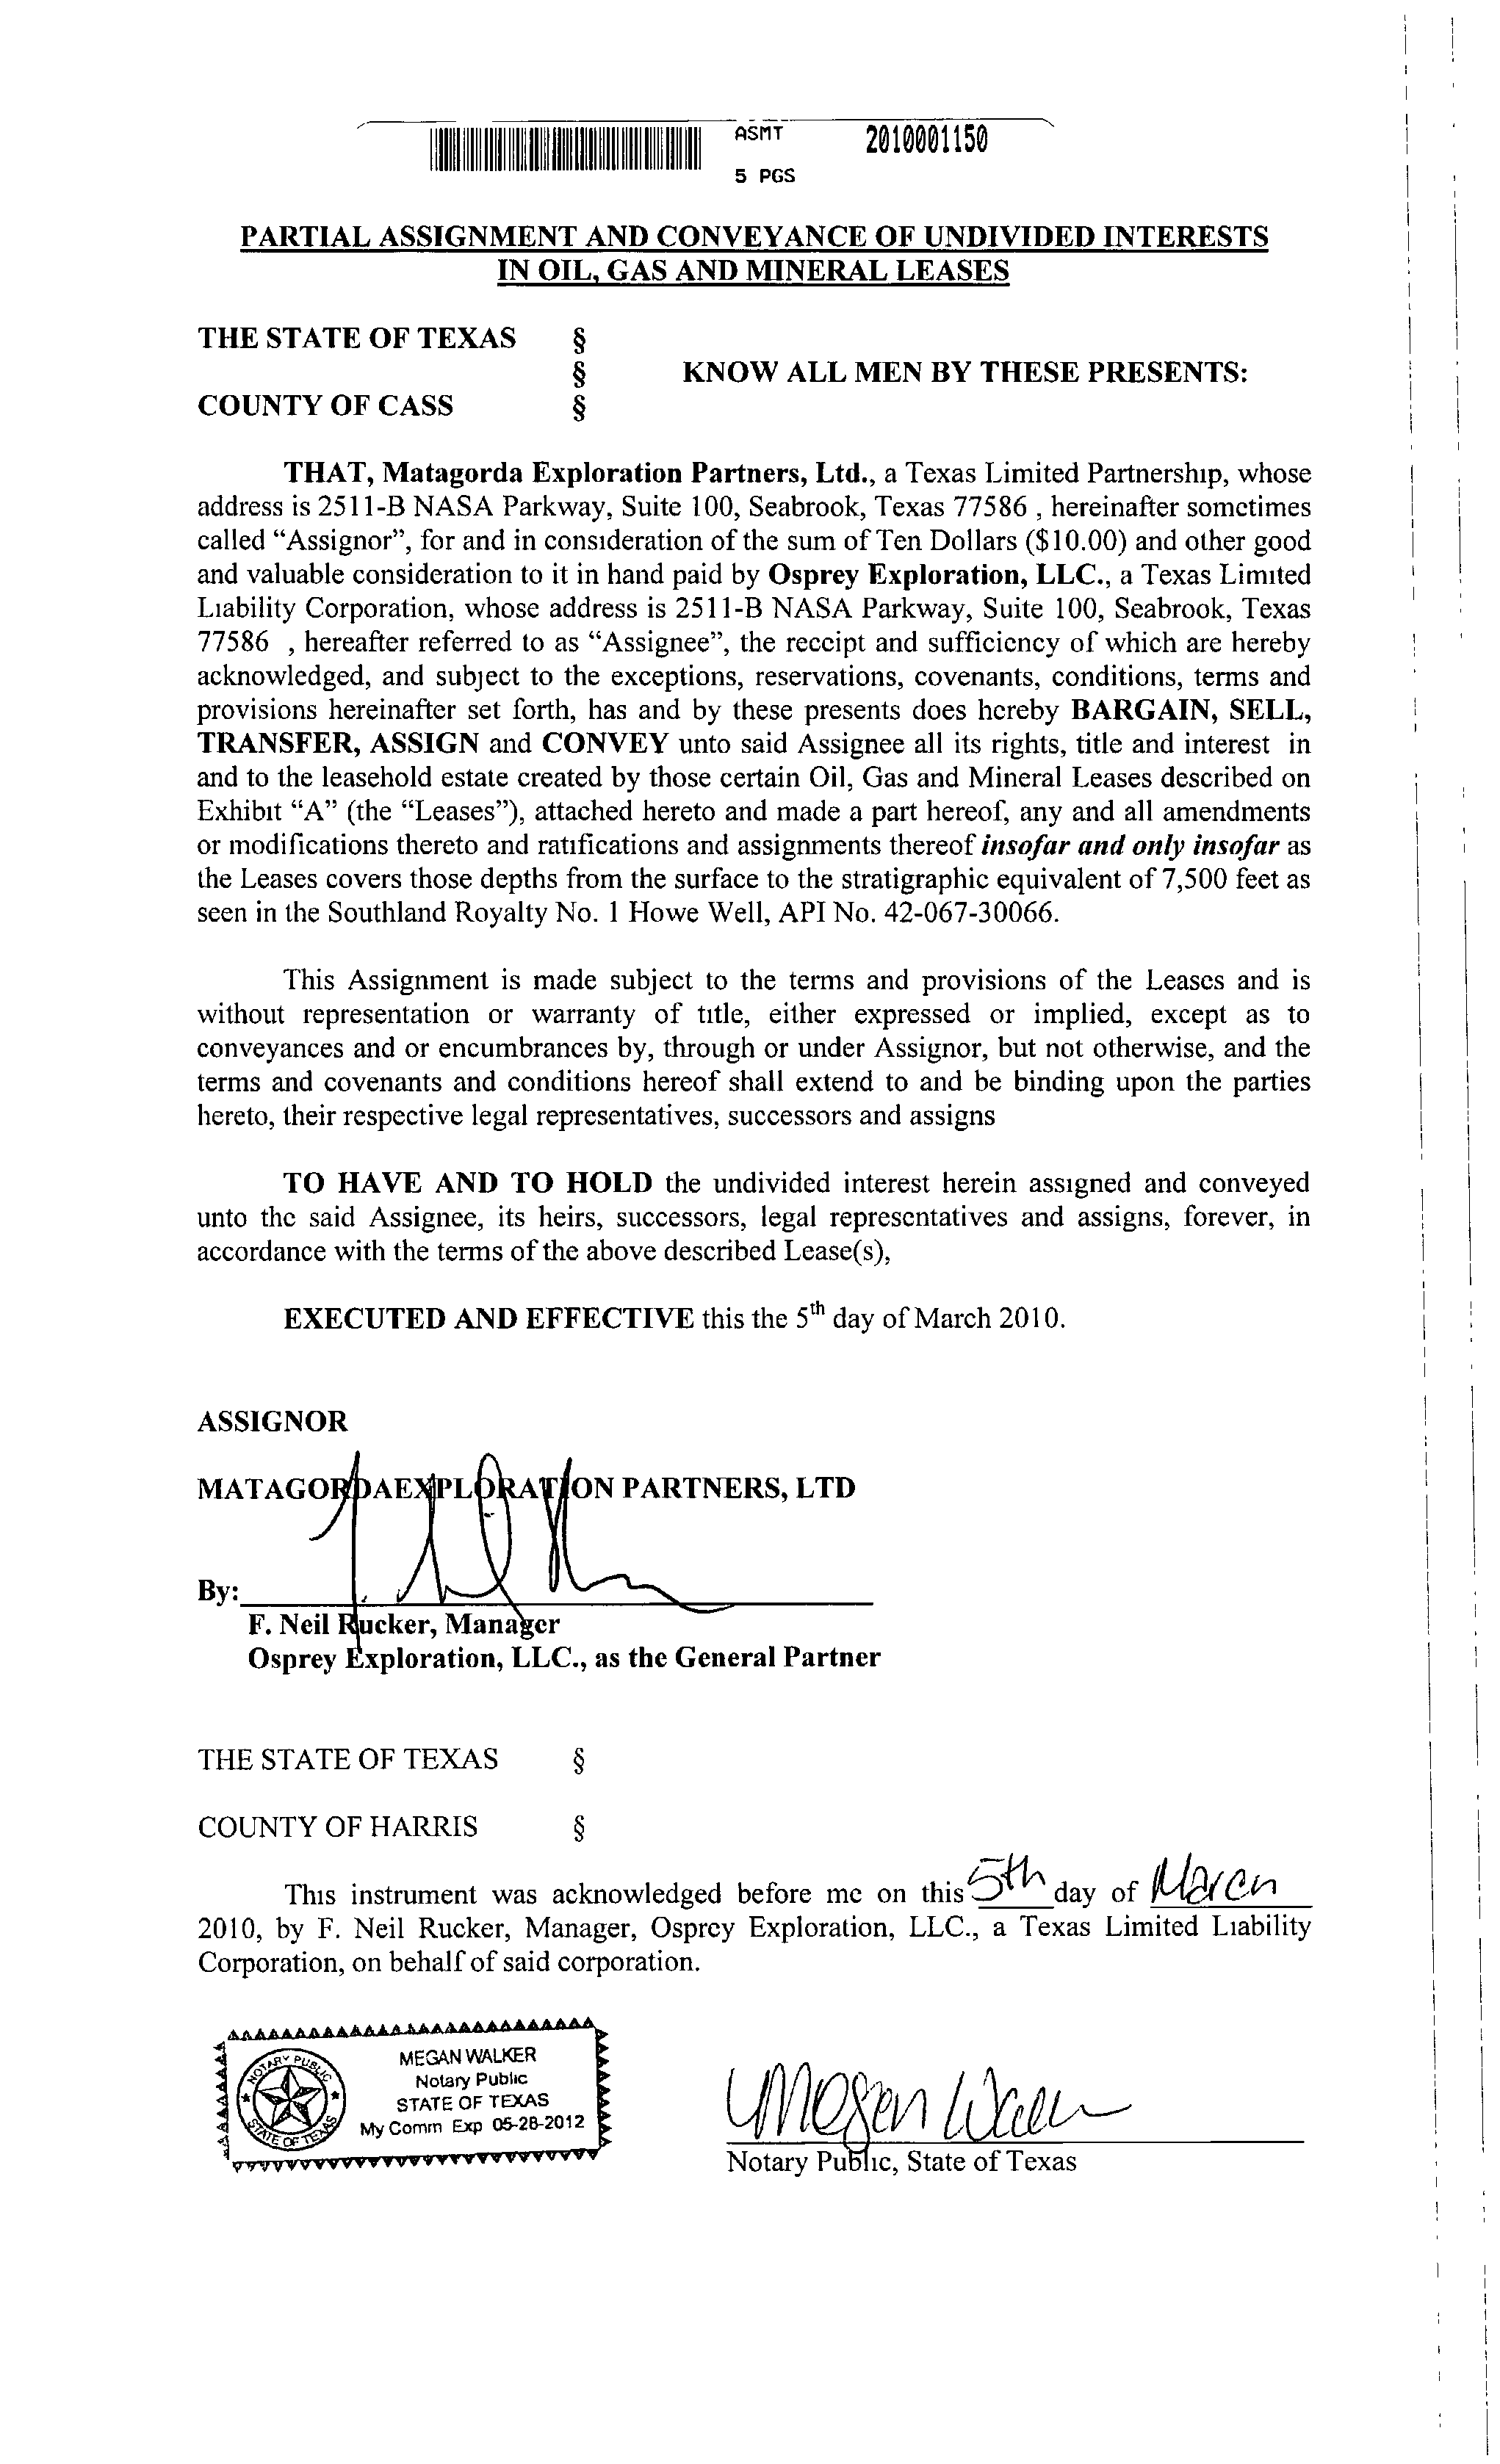 ASMT 2010001150
5 PGS
PARTIAL ASSIGNMENT AND CONVEYANCE OF UNDIVIDED INTERESTS
IN OIL, GAS AND MINERAL LEASES
THE STATE OF TEXAS §
§ KNOW ALL MEN BY THESE PRESENTS:
COUNTY OF CASS §
THAT, Matagorda Exploration Partners, Ltd., a Texas Limited Partnership, whose
address is 2511-B NASA Parkway, Suite 100, Seabrook, Texas 77586 , hereinafter sometimes
called “Assignor”, for and in consideration of the sum of Ten Dollars ($10.00) and other good
and valuable consideration to it in hand paid by Osprey Exploration, LLC., a Texas Limited
Liability Corporation, whose address is 2511-B NASA Parkway, Suite 100, Seabrook, Texas
77586 , hereafter referred to as “Assignee”, the receipt and sufficiency of which are hereby
acknowledged, and subject to the exceptions, reservations, covenants, conditions, terms and
provisions hereinafter set forth, has and by these presents does hereby BARGAIN, SELL,
TRANSFER, ASSIGN and CONVEY unto said Assignee all its rights, title and interest in
and to the leasehold estate created by those certain Oil, Gas and Mineral Leases described on
Exhibit “A” (the “Leases”), attached hereto and made a part hereof, any and all amendments
or modifications thereto and ratifications and assignments thereof insofar and only insofar as
the Leases covers those depths from the surface to the stratigraphic equivalent of 7,500 feet as
seen in the Southland Royalty No. 1 Howe Well, API No. 42-067-30066.
This Assignment is made subject to the terms and provisions of the Leases and is
without representation or warranty of title, either expressed or implied, except as to
conveyances and or encumbrances by, through or under Assignor, but not otherwise, and the
terms and covenants and conditions hereof shall extend to and be binding upon the parties
hereto, their respective legal representatives, successors and assigns
TO HAVE AND TO HOLD the undivided interest herein assigned and conveyed
unto the said Assignee, its heirs, successors, legal representatives and assigns, forever, in
accordance with the terms of the above described Lease(s),
EXECUTED AND EFFECTIVE this the 5th day of March 2010.
ASSIGNOR
MATAGORDAEXPLORATION PARTNERS, LTD
By:
F. Neil Rucker, Manager
Osprey Exploration, LLC., as the General Partner
THE STATE OF TEXAS §
COUNTY OF HARRIS §
This instrument was acknowledged before me on this 5th day of March
2010, by F. Neil Rucker, Manager, Osprey Exploration, LLC., a Texas Limited Liability
Corporation, on behalf of said corporation.
NOTARY PUBLIC
STATE OF TEXAS
MEGAN WALKER
Notary Public
STATE OF TEXAS
My Comm Exp 05-28-2012
Megan Walker
Notary Public, State of Texas